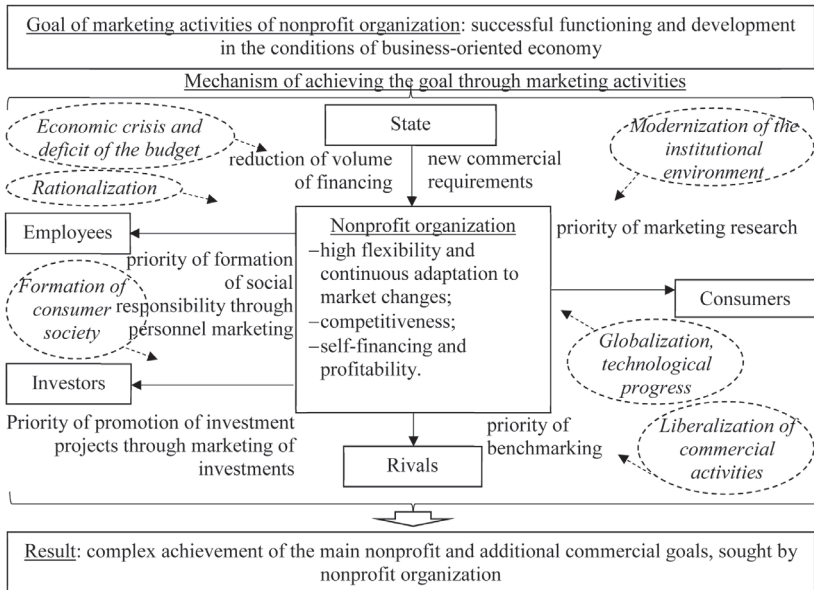 Goal of marketing activities of nonprofit organization: successful functioning and development
in the conditions of business-oriented economy
Mechanism of achieving the goal through marketing activities
Economic crisis and
deficit of the budget
State
Modernization of the
institutional
environment
reduction of volume
of financing
new commercial
requirements
Rationalization
Employees
Nonprofit organization
–high flexibility and
continuous adaptation to
market changes;
–competitiveness;
–self-financing and
profitability.
priority of marketing research
priority of formation
of social
responsibility through
personnel marketing
Formation of
consumer
society
Consumers
Globalization,
technological
progress
Investors
Priority of promotion of investment
projects through marketing of
investments
Rivals
priority of
benchmarking
Liberalization of
commercial
activities
Result: complex achievement of the main nonprofit and additional commercial goals, sought by
nonprofit organization